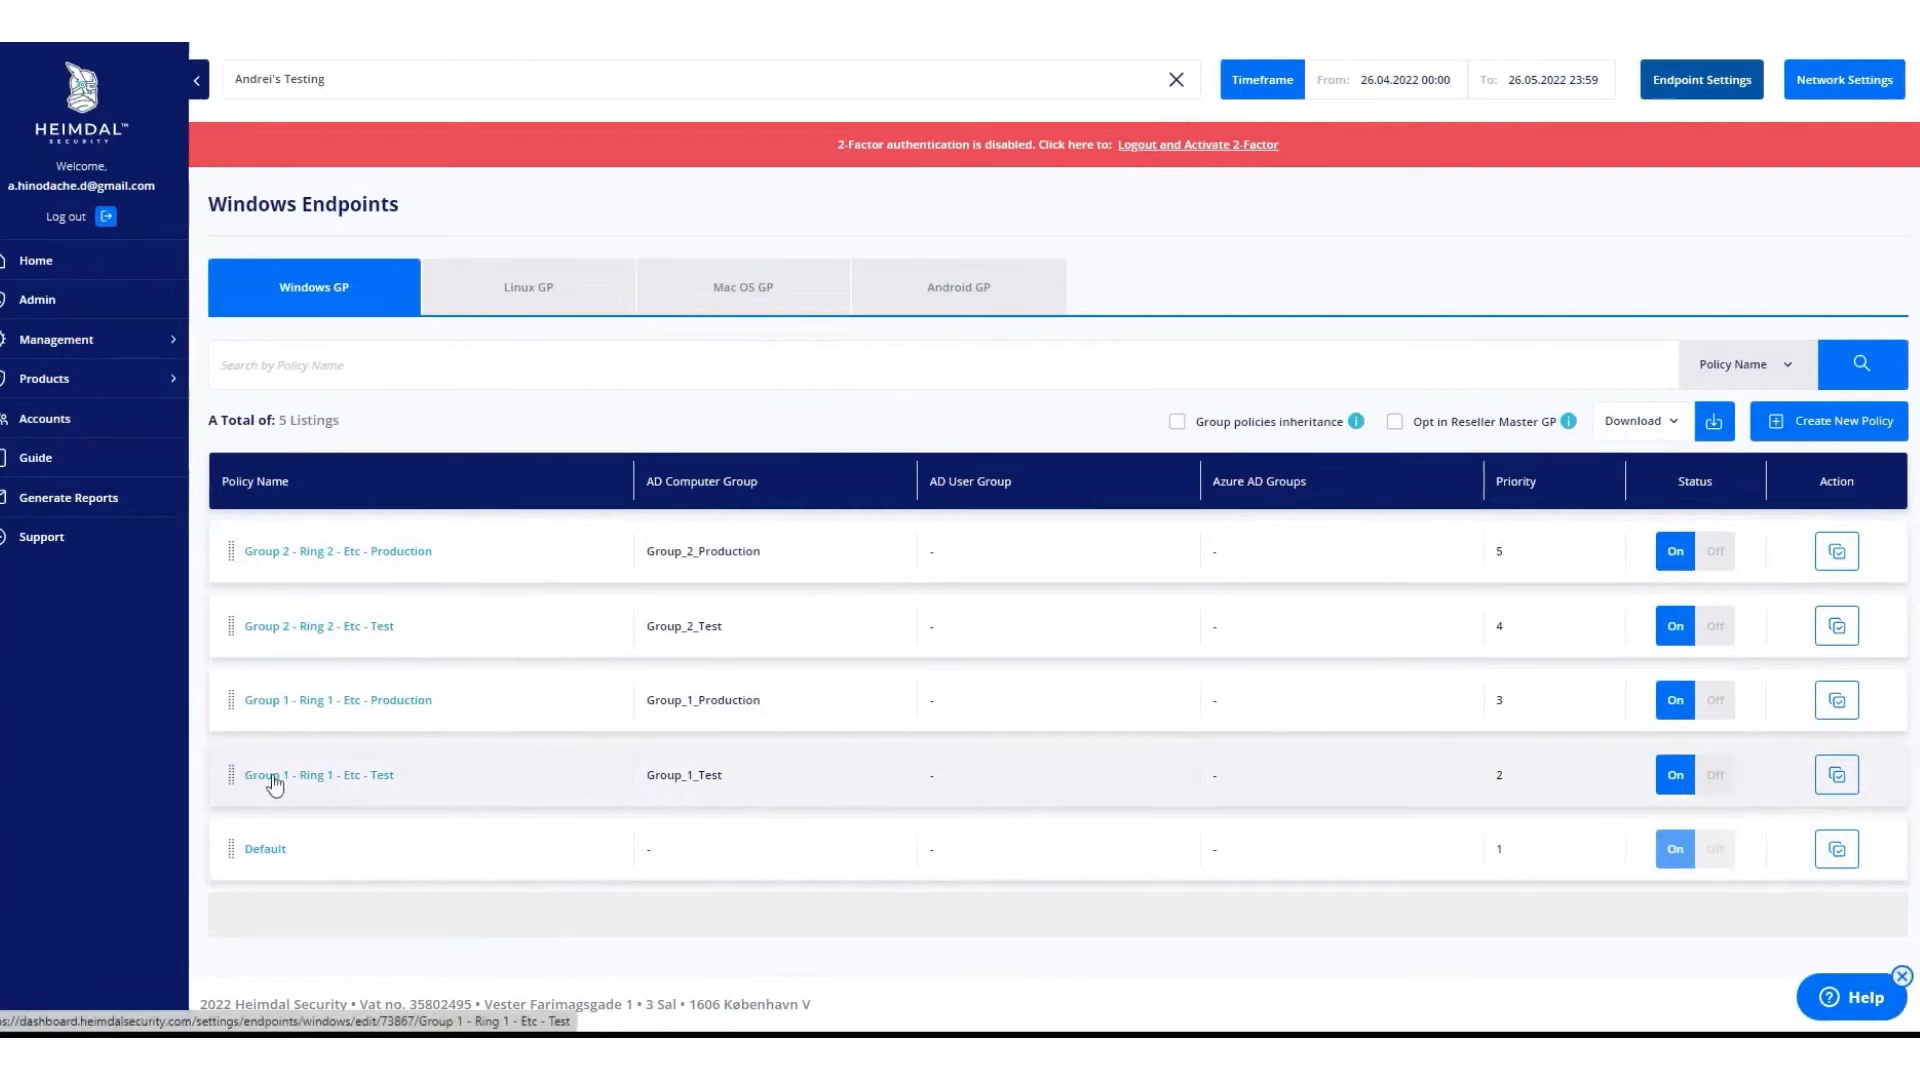 HEIMDAL™
SECURITY
Welcome,
a.hinodache.d@gmail.com
Log out
Home
Admin
Management
Products
Accounts
Guide
Generate Reports
Support
Andrei's Testing
Timeframe From: 26.04.2022 00:00 To: 26.05.2022 23:59 Endpoint Settings Network Settings
2-Factor authentication is disabled. Click here to: Logout and Activate 2-Factor
Windows Endpoints
Windows GP Linux GP Mac OS GP Android GP
Search by Policy Name Policy Name
A Total of: 5 Listings Group policies inheritance i Opt in Reseller Master GP i Download Create New Policy
Policy Name AD Computer Group AD User Group Azure AD Groups Priority Status Action
Group 2 - Ring 2 - Etc - Production Group_2_Production - - 5 On Off
Group 2 - Ring 2 - Etc - Test Group_2_Test - - 4 On Off
Group 1 - Ring 1 - Etc - Production Group_1_Production - - 3 On Off
Group 1 - Ring 1 - Etc - Test Group_1_Test - - 2 On Off
Default - - - 1 On Off
2022 Heimdal Security • Vat no. 35802495 • Vester Farimagsgade 1 • 3 Sal • 1606 København V
? Help
s://dashboard.heimdalsecurity.com/settings/endpoints/windows/edit/73867/Group 1 - Ring 1 - Etc - Test